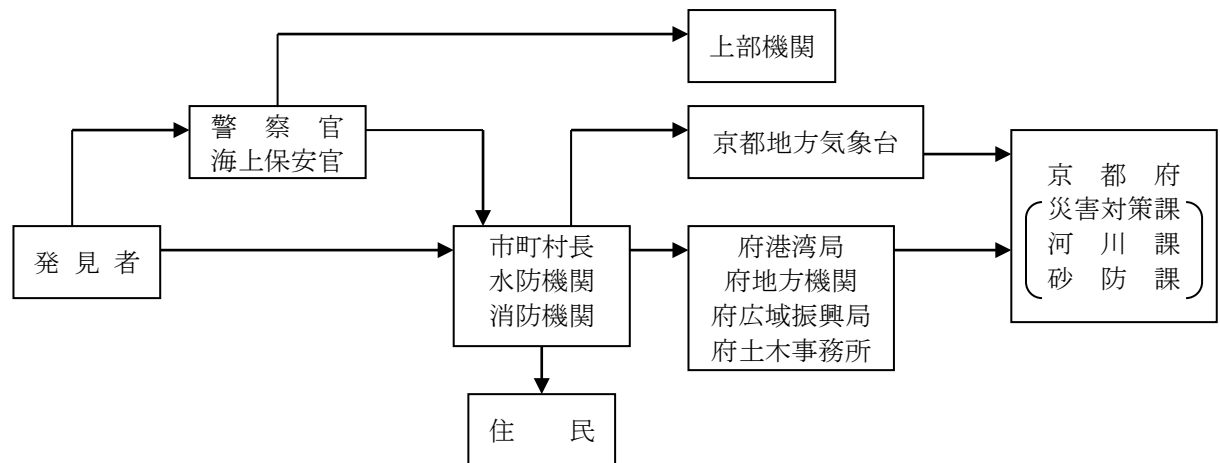 上部機関
警察官
海上保安官
京都地方気象台
京都府
災害対策課
河川課
砂防課
発見者
市町村長
水防機関
消防機関
府港湾局
府地方機関
府広域振興局
府土木事務所
住民